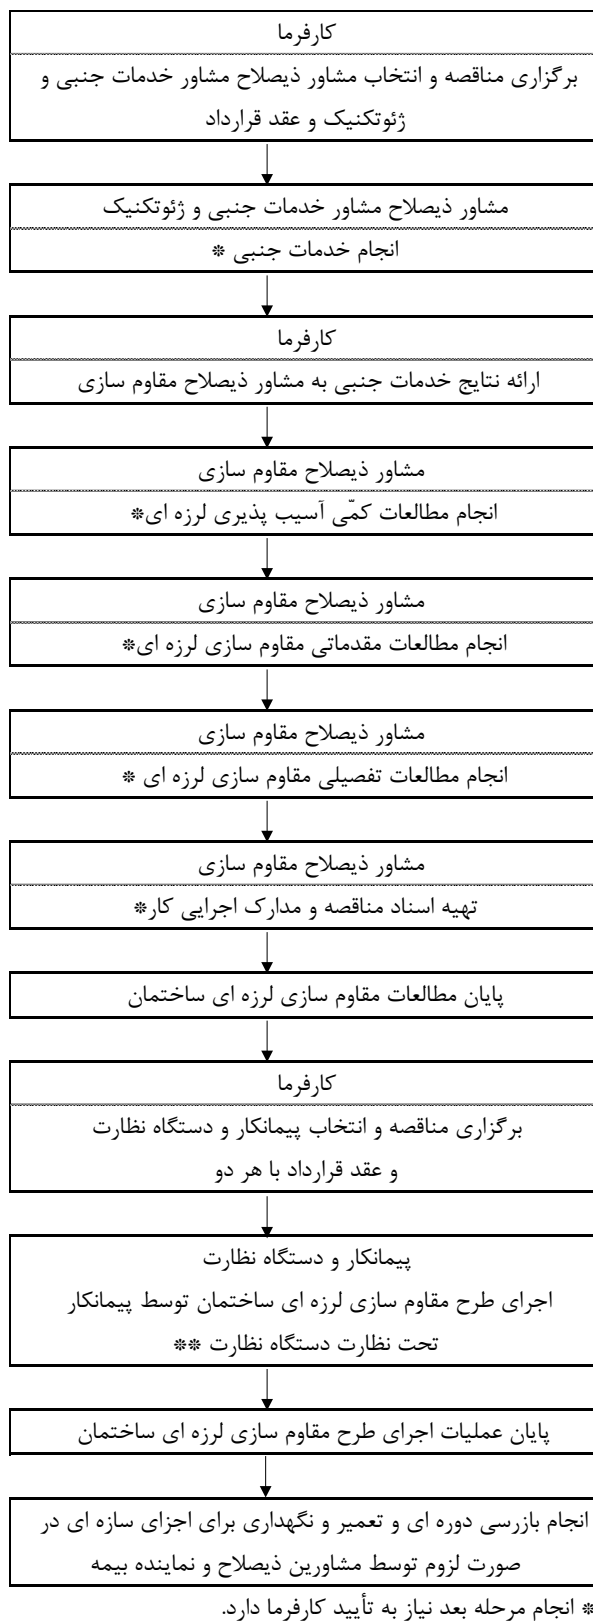 کارفرما
برگزاری مناقصه و انتخاب مشاور ذیصلاح مشاور خدمات جنبی و
ژئوتکنیک و عقد قرارداد
مشاور ذیصلاح مشاور خدمات جنبی و ژئوتکنیک
انجام خدمات جنبی *
کارفرما
ارائه نتایج خدمات جنبی به مشاور ذیصلاح مقاوم سازی
مشاور ذیصلاح مقاوم سازی
انجام مطالعات کمّی آسیب پذیری لرزه ای*
مشاور ذیصلاح مقاوم سازی
انجام مطالعات مقدماتی مقاوم سازی لرزه ای*
مشاور ذیصلاح مقاوم سازی
انجام مطالعات تفصیلی مقاوم سازی لرزه ای *
مشاور ذیصلاح مقاوم سازی
تهیه اسناد مناقصه و مدارک اجرایی کار*
پایان مطالعات مقاوم سازی لرزه ای ساختمان
کارفرما
برگزاری مناقصه و انتخاب پیمانکار و دستگاه نظارت
و عقد قرارداد با هر دو
پیمانکار و دستگاه نظارت
اجرای طرح مقاوم سازی لرزه ای ساختمان توسط پیمانکار
تحت نظارت دستگاه نظارت **
پایان عملیات اجرای طرح مقاوم سازی لرزه ای ساختمان
انجام بازرسی دوره ای و تعمیر و نگهداری برای اجزای سازه ای در
صورت لزوم توسط مشاورین ذیصلاح و نماینده بیمه
* انجام مرحله بعد نیاز به تأیید کارفرما دارد.